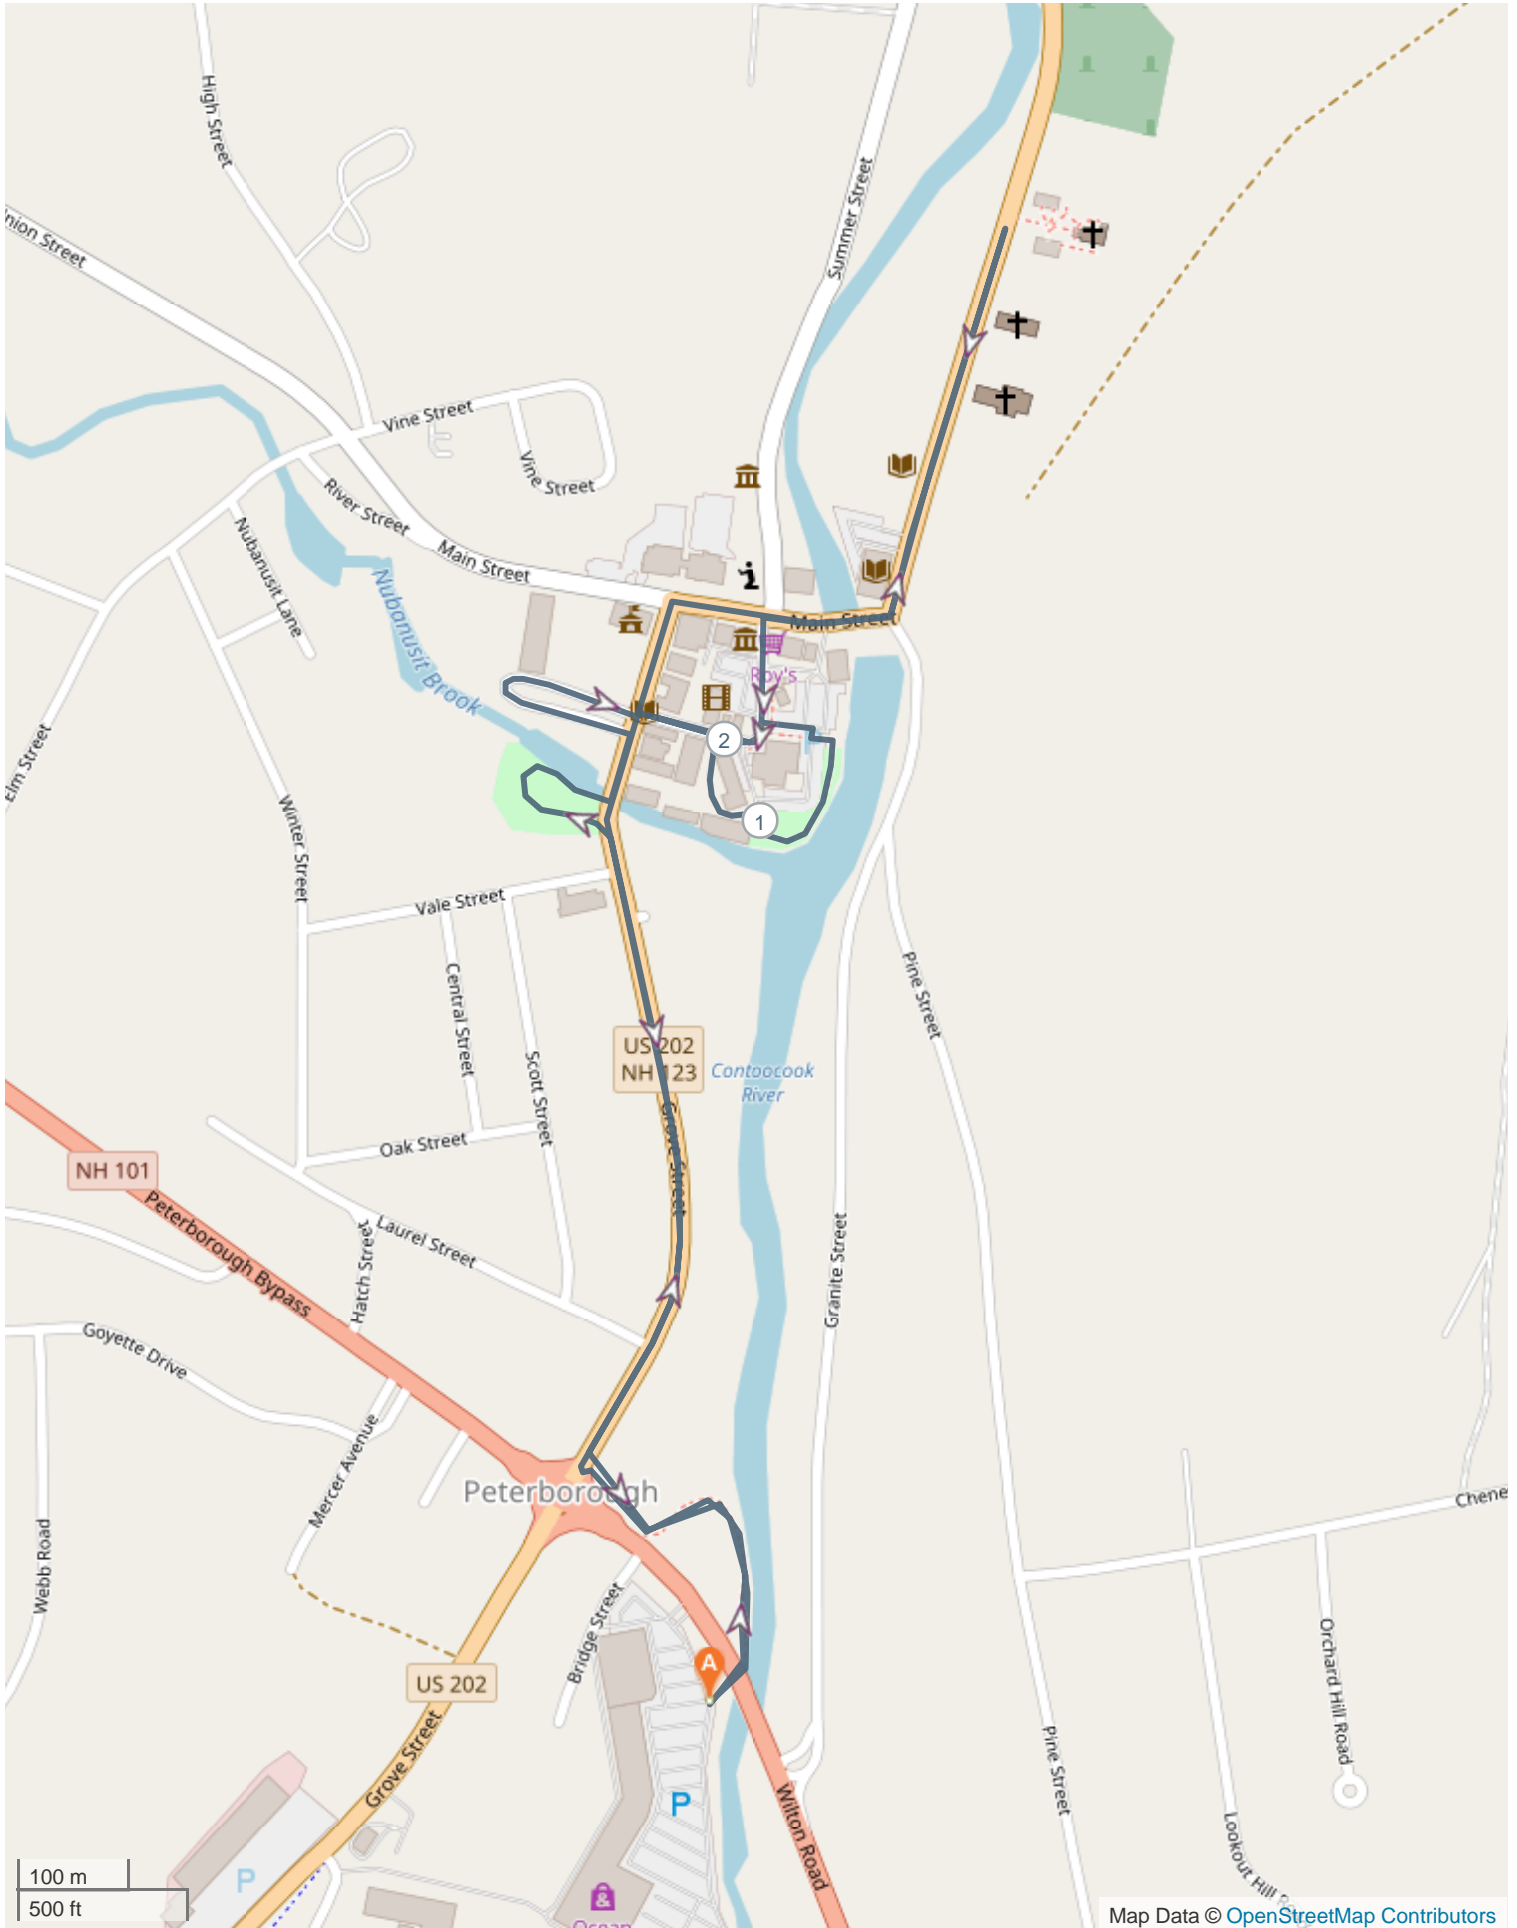 High Street
Union Street
Summer Street
Vine Street
Vine Street
River Street
Main Street
Nubanusit Lane
Nubanusit Brook
Main Street
Roy's
2
1
Elm Street
Winter Street
Vale Street
Central Street
Scott Street
Pine Street
US 202
NH 123
Contoocook
River
Grove Street
Oak Street
NH 101
Peterborough Bypass
Laurel Street
Hatch Street
Granite Street
Goyette Drive
Mercer Avenue
Peterborough
Webb Road
Chene
Bridge Street
A
US 202
Orchard Hill Road
Pine Street
Grove Street
P
Wilton Road
Lookout Hill
P
100 m
500 ft
Ocean
Map Data © OpenStreetMap Contributors